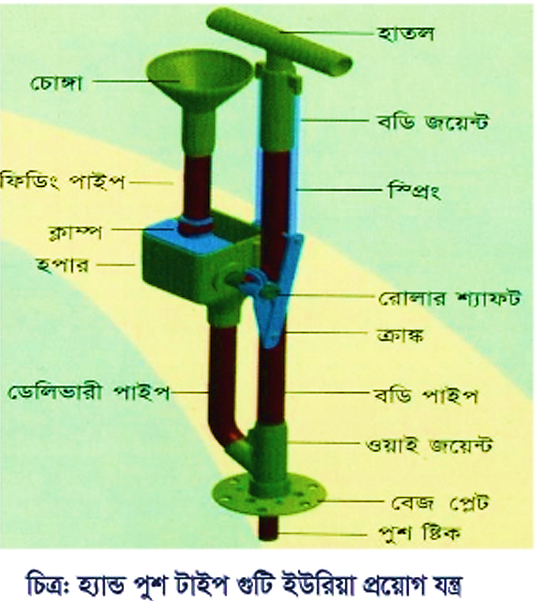 হাতল
চোঙ্গা
বডি জয়েন্ট
ফিডিং পাইপ
স্প্রিং
ক্লাম্প
হপার
রোলার শ্যাফট
ক্রাঙ্ক
ডেলিভারী পাইপ
বডি পাইপ
ওয়াই জয়েন্ট
বেজ প্লেট
পুশ ষ্টিক
চিত্র: হ্যান্ড পুশ টাইপ গুটি ইউরিয়া প্রয়োগ যন্ত্র